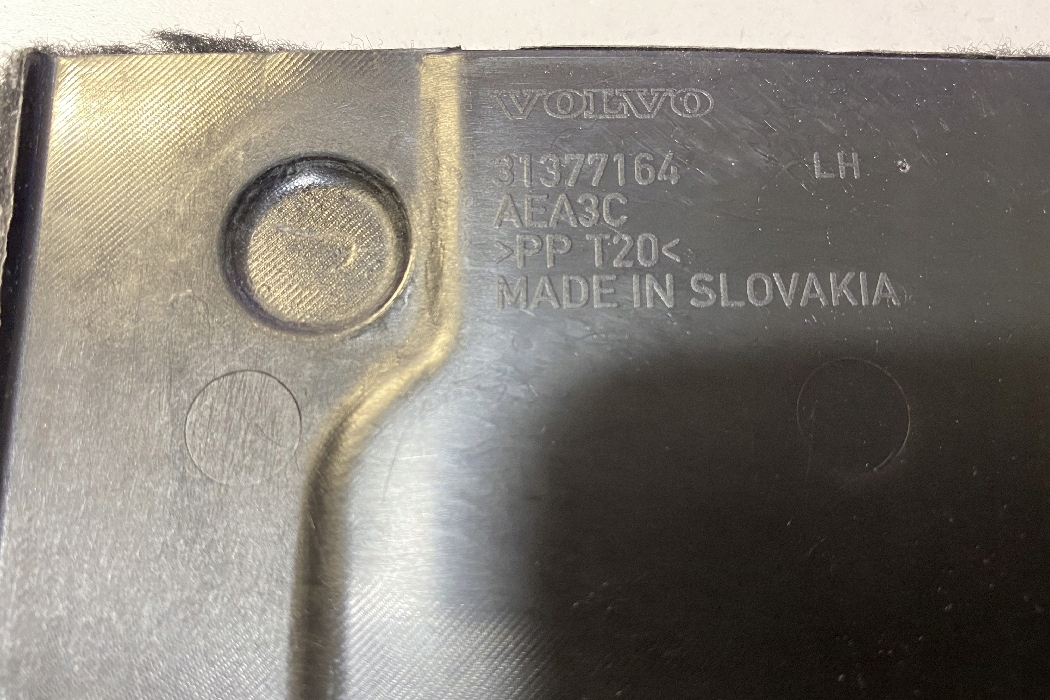 VOLVO
31377164 LH
AEA3C
>PP T20<
MADE IN SLOVAKIA